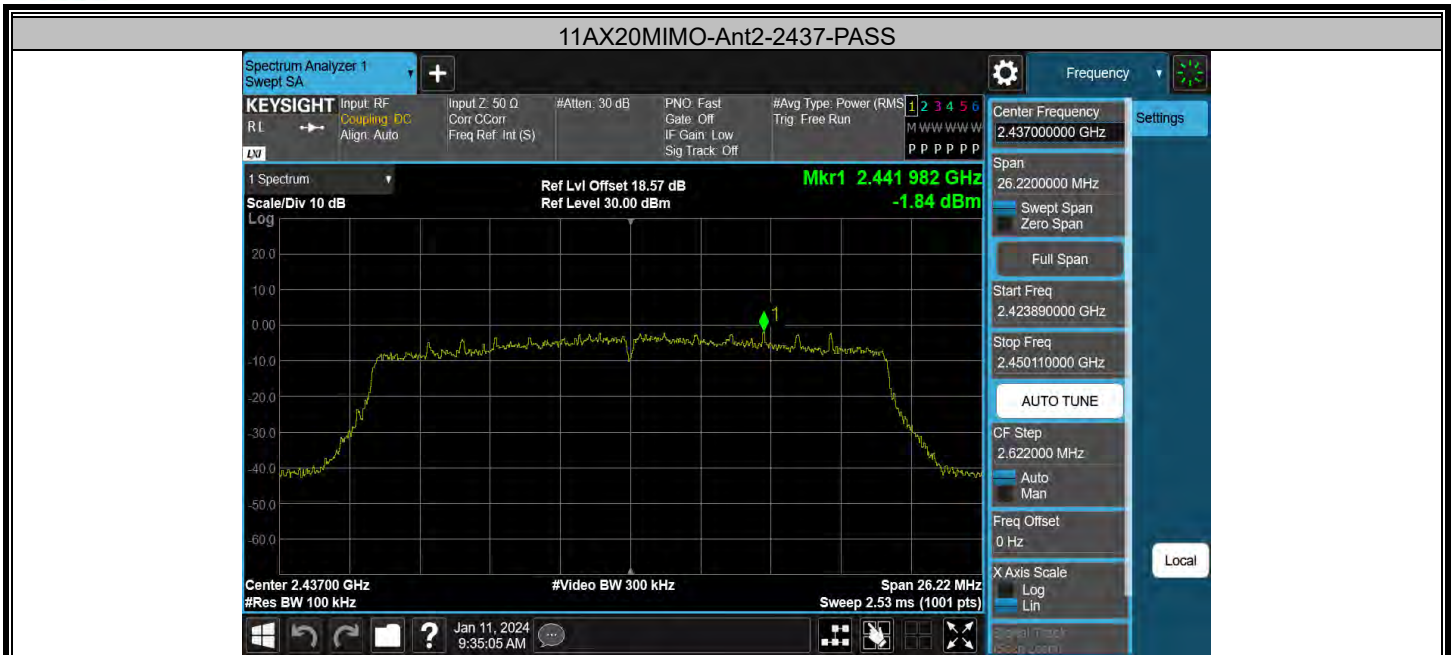 11AX20MIMO-Ant2-2437-PASS
Spectrum Analyzer 1
Swept SA
Frequency
KEYSIGHT
RL
LXI
Input: RF
Coupling: DC
Align: Auto
Input Z: 50 Ω
Corr CCorr
Freq Ref: Int (S)
#Atten: 30 dB
PNO: Fast
Gate: Off
IF Gain: Low
Sig Track: Off
#Avg Type: Power (RMS
Trig: Free Run
1 2 3 4 5 6
M W W W W W
P P P P P P
1 Spectrum
Scale/Div 10 dB
Ref Lvl Offset 18.57 dB
Ref Level 30.00 dBm
Mkr1 2.441 982 GHz
-1.84 dBm
Log
20.0
10.0
0.00
-10.0
-20.0
-30.0
-40.0
-50.0
-60.0
1
Center 2.43700 GHz
#Res BW 100 kHz
#Video BW 300 kHz
Span 26.22 MHz
Sweep 2.53 ms (1001 pts)
Center Frequency
2.437000000 GHz
Settings
Span
26.2200000 MHz
Swept Span
Zero Span
Full Span
Start Freq
2.423890000 GHz
Stop Freq
2.450110000 GHz
AUTO TUNE
CF Step
2.622000 MHz
Auto
Man
Freq Offset
0 Hz
X Axis Scale
Log
Lin
Local
?
Jan 11, 2024
9:35:05 AM